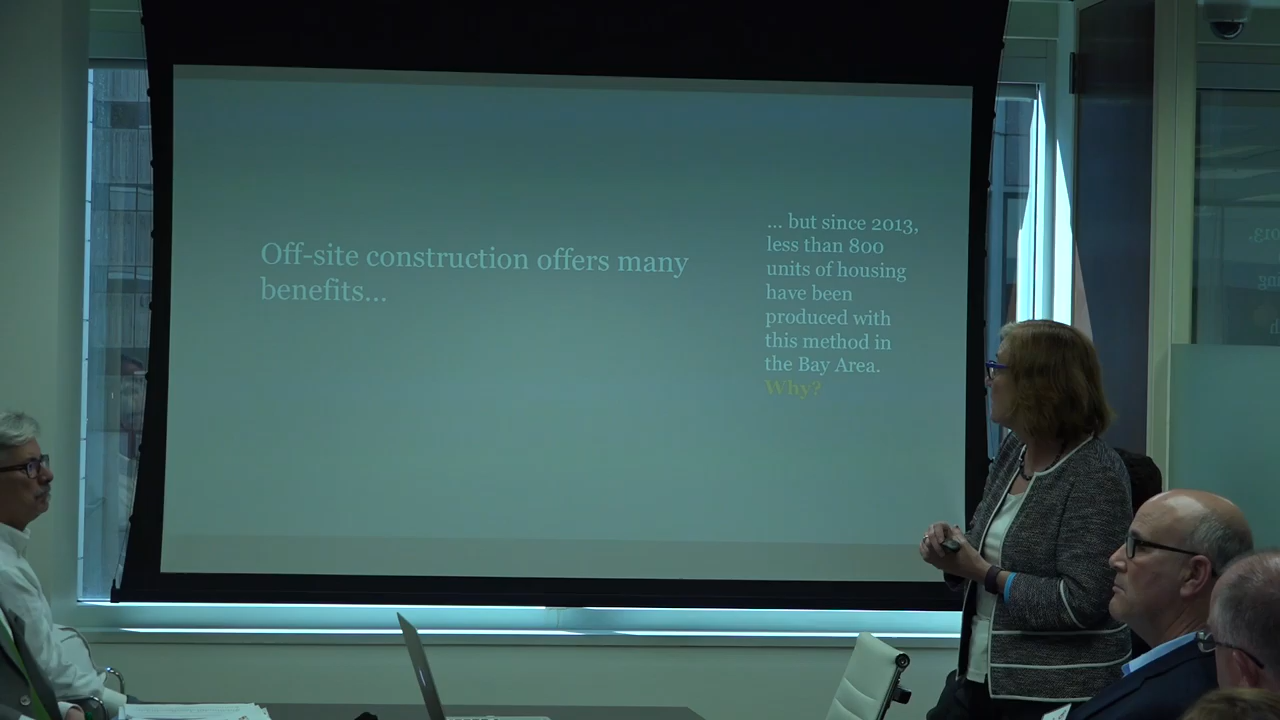 Off-site construction offers many
benefits...
... but since 2013,
less than 800
units of housing
have been
produced with
this method in
the Bay Area.
Why?